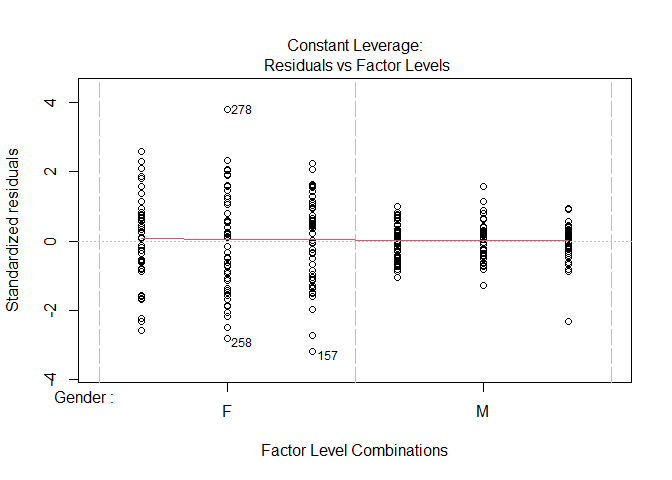 Constant Leverage:
Residuals vs Factor Levels
Standardized residuals
4
2
0
-2
-4
278
258
157
Gender :
F
M
Factor Level Combinations